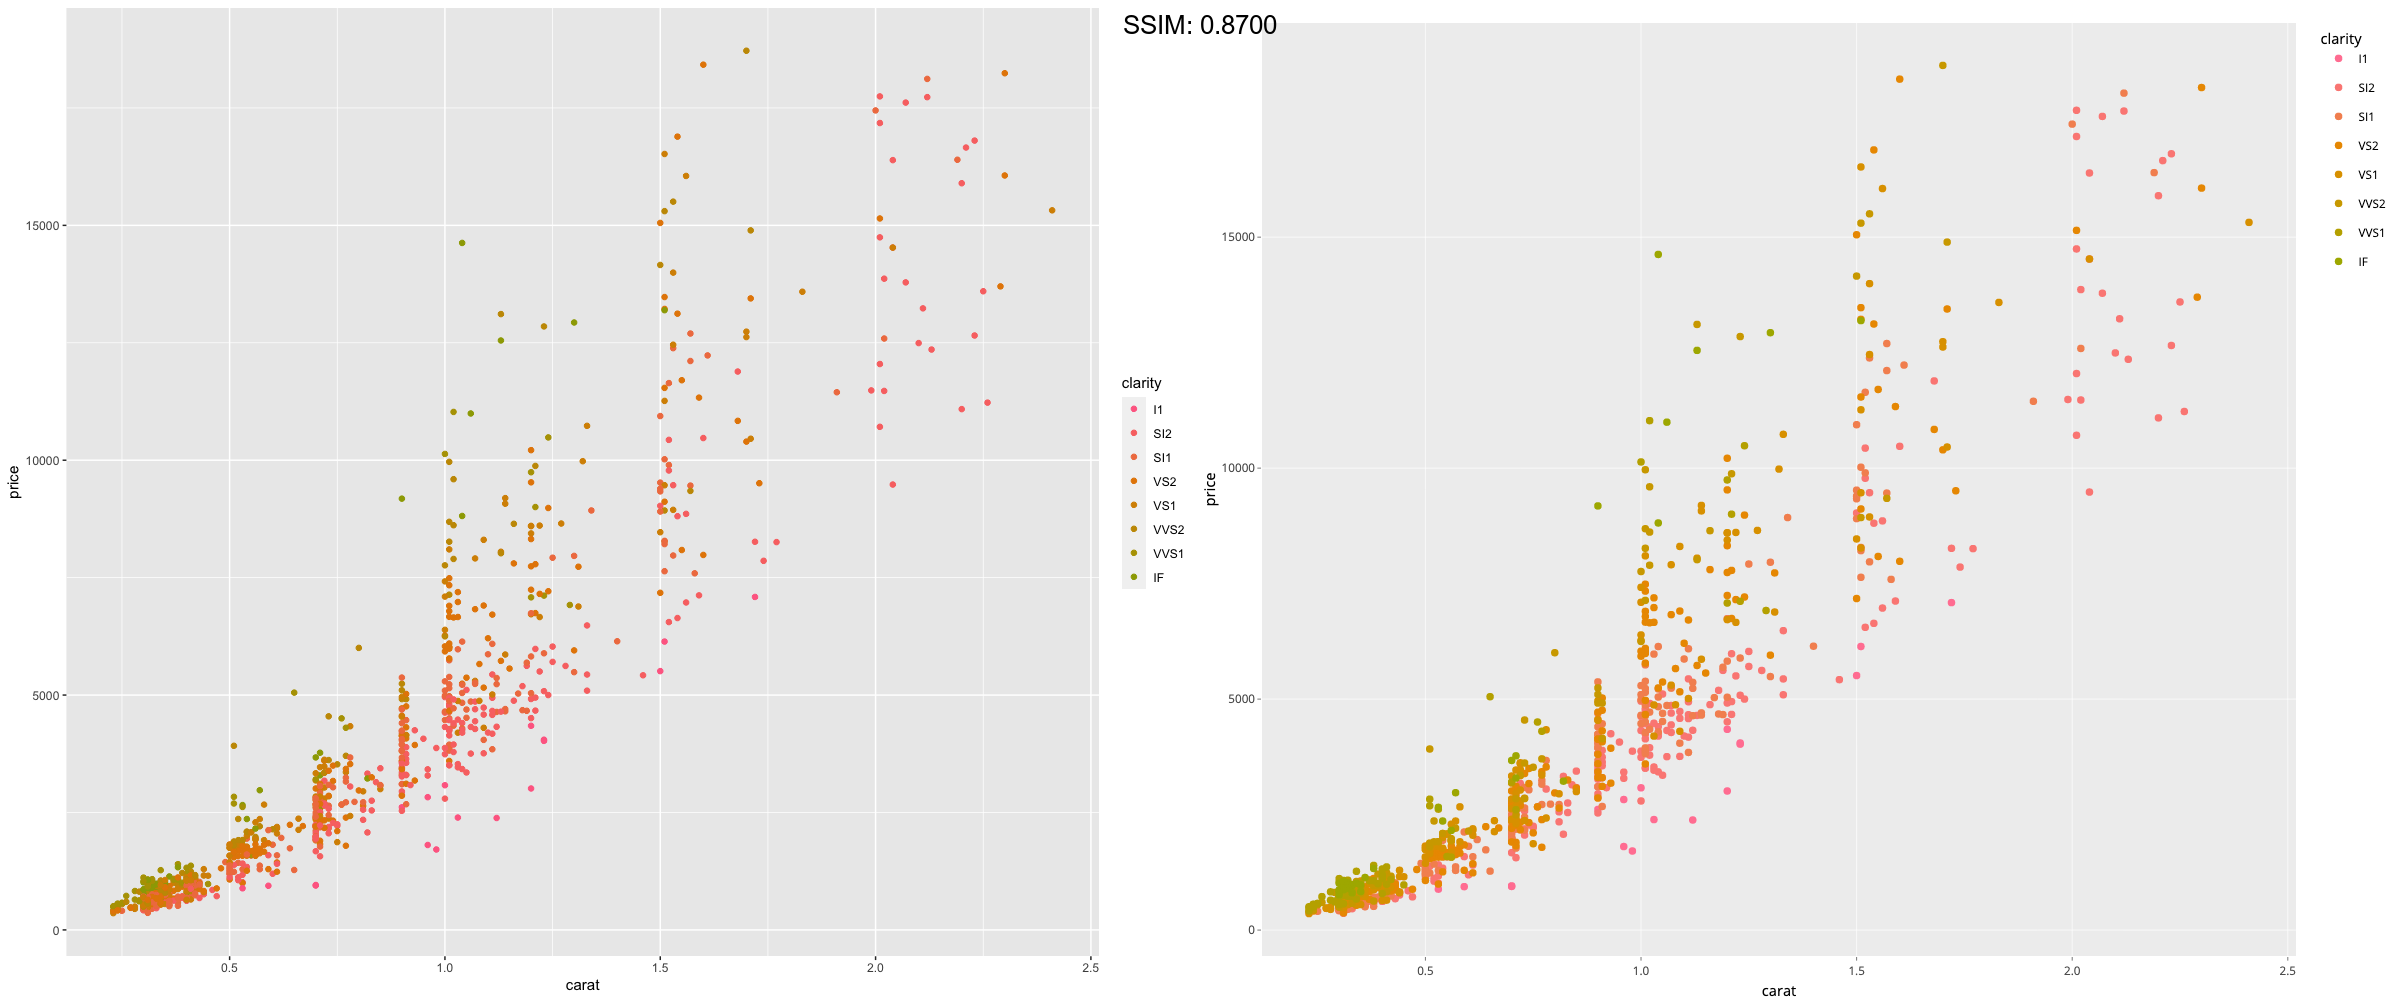 15000
10000
5000
0
price
0.5
1.0
1.5
2.0
2.5
carat
clarity
I1
SI2
SI1
VS2
VS1
VVS2
VVS1
IF
SSIM: 0.8700
15000
10000
5000
0
price
0.5
1.0
1.5
2.0
2.5
carat
clarity
I1
SI2
SI1
VS2
VS1
VVS2
VVS1
IF